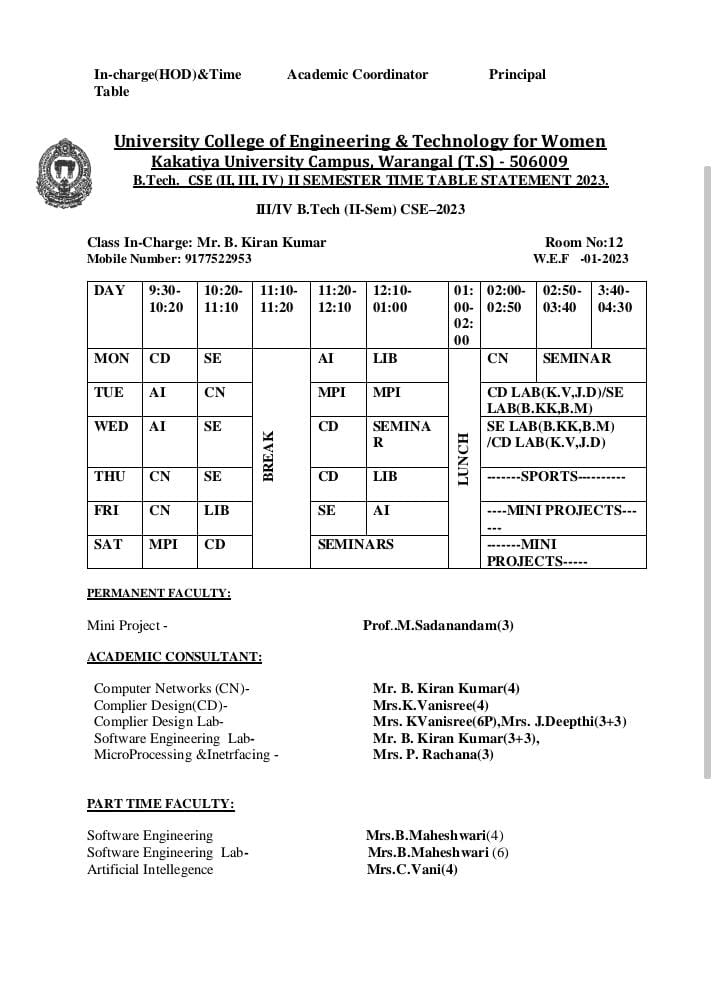 In-charge(HOD)&Time Academic Coordinator Principal
Table
University College of Engineering & Technology for Women
Kakatiya University Campus, Warangal (T.S) - 506009
B.Tech. CSE (II, III, IV) II SEMESTER TIME TABLE STATEMENT 2023.
III/IV B.Tech (II-Sem) CSE–2023
Class In-Charge: Mr. B. Kiran Kumar Room No:12
Mobile Number: 9177522953 W.E.F -01-2023
DAY 9:30- 10:20- 11:10- 11:20- 12:10- 01: 02:00- 02:50- 3:40-
10:20 11:10 11:20 12:10 01:00 00- 02:50 03:40 04:30
02:
00
MON CD SE AI LIB CN SEMINAR
TUE AI CN MPI MPI CD LAB(K.V,J.D)/SE
LAB(B.KK,B.M)
WED AI SE CD SEMINA SE LAB(B.KK,B.M)
R /CD LAB(K.V,J.D)
BREAK
LUNCH
THU CN SE CD LIB -------SPORTS----------
FRI CN LIB SE AI ----MINI PROJECTS---
---
SAT MPI CD SEMINARS -------MINI
PROJECTS-----
PERMANENT FACULTY:
Mini Project - Prof..M.Sadanandam(3)
ACADEMIC CONSULTANT:
Computer Networks (CN)- Mr. B. Kiran Kumar(4)
Complier Design(CD)- Mrs.K.Vanisree(4)
Complier Design Lab- Mrs. KVanisree(6P),Mrs. J.Deepthi(3+3)
Software Engineering Lab- Mr. B. Kiran Kumar(3+3),
MicroProcessing &Inetrfacing - Mrs. P. Rachana(3)
PART TIME FACULTY:
Software Engineering Mrs.B.Maheshwari(4)
Software Engineering Lab- Mrs.B.Maheshwari (6)
Artificial Intellegence Mrs.C.Vani(4)